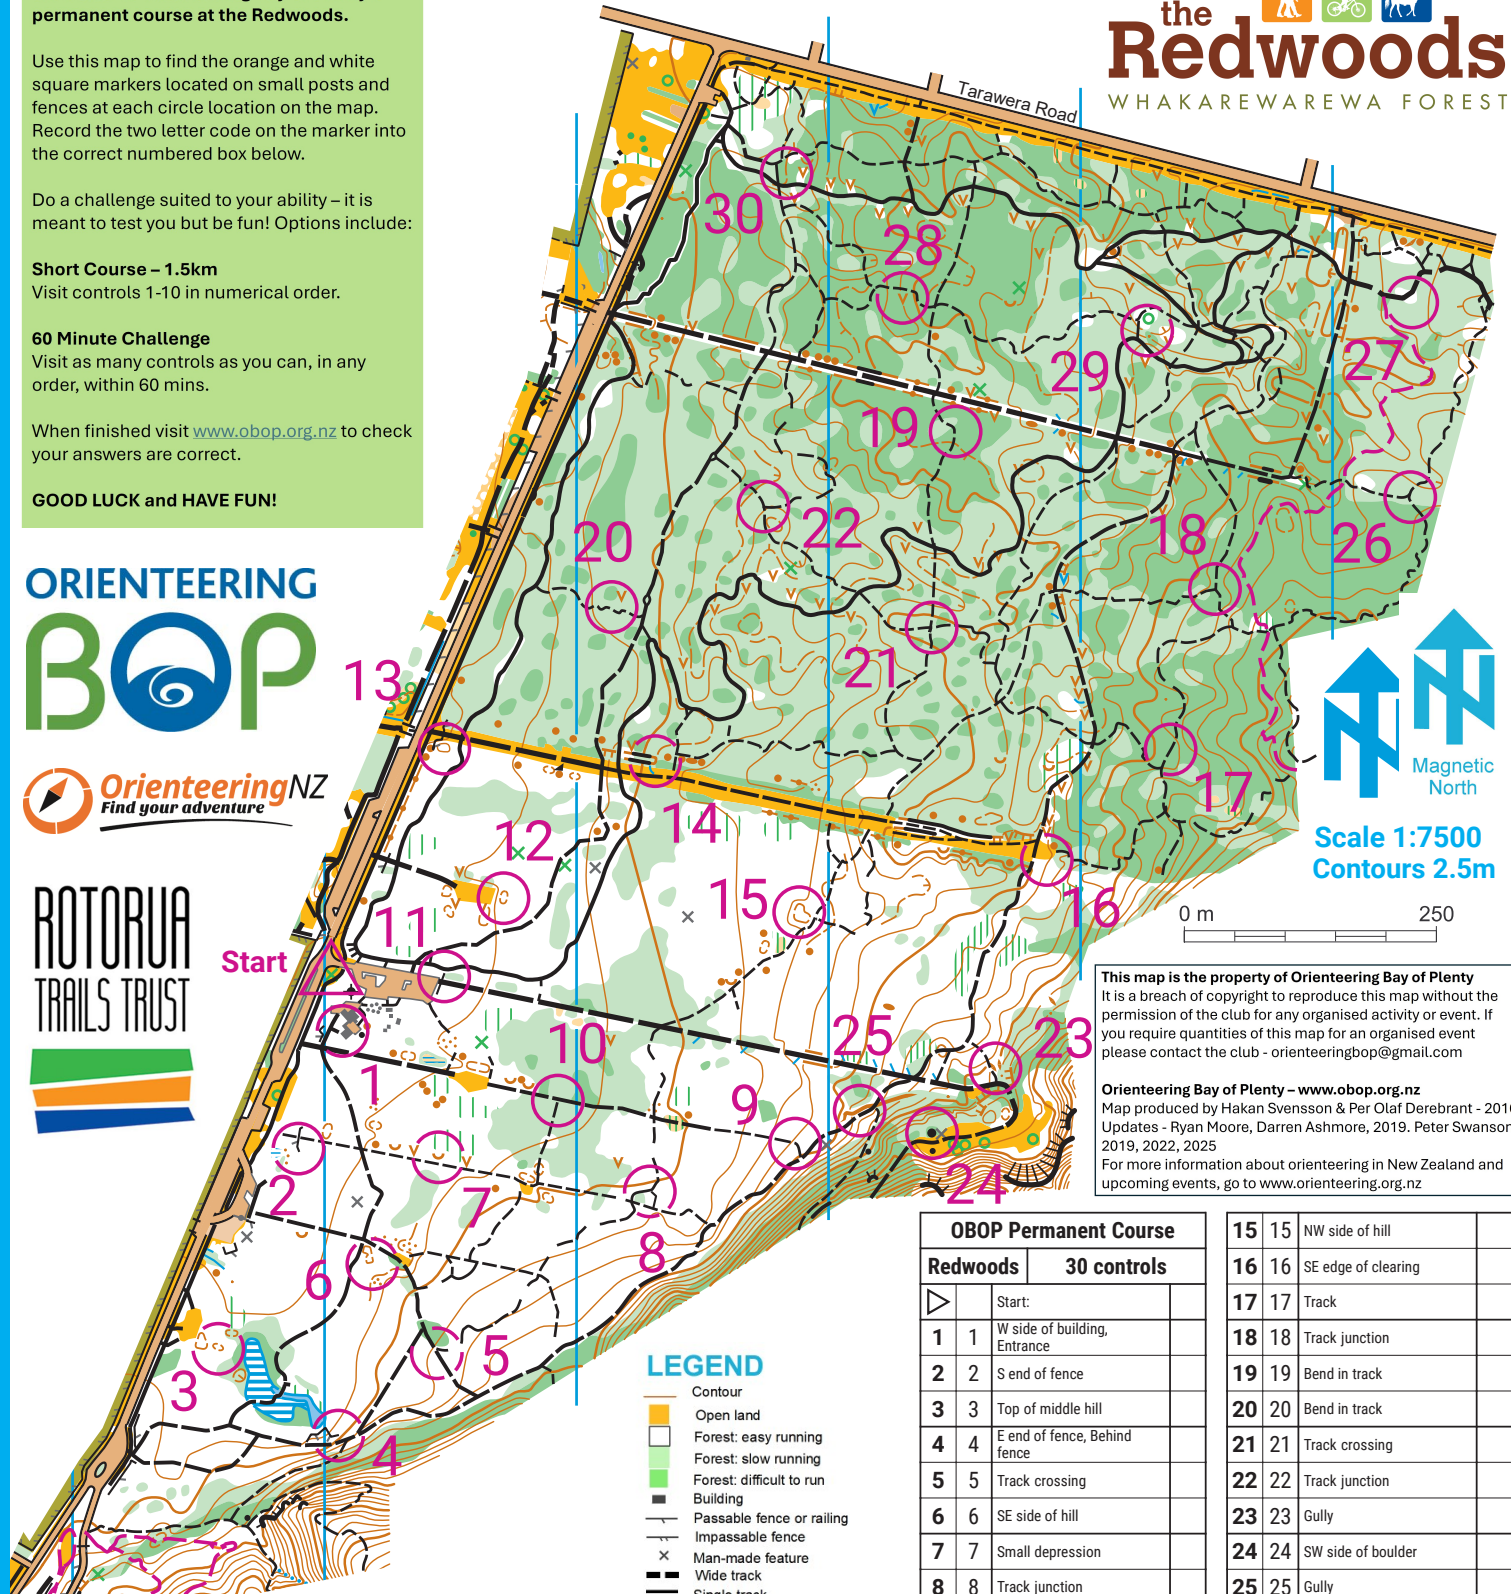 permanent course at the Redwoods.
Use this map to find the orange and white
square markers located on small posts and
fences at each circle location on the map.
Record the two letter code on the marker into
the correct numbered box below.
Do a challenge suited to your ability – it is
meant to test you but be fun! Options include:
Short Course – 1.5km
Visit controls 1-10 in numerical order.
60 Minute Challenge
Visit as many controls as you can, in any
order, within 60 mins.
When finished visit www.obop.org.nz to check
your answers are correct.
GOOD LUCK and HAVE FUN!
ORIENTEERING
BOP
OrienteeringNZ
Find your adventure
ROTORUA
TRAILS TRUST
the
Redwoods
WHAKAREWAREWA FOREST
Tarawera Road
30
28
29
27
19
20
22
18
26
21
13
17
12
14
15
16
11
Start
10
25
23
1
9
2
7
24
8
6
5
3
4
N
N
Magnetic
North
Scale 1:7500
Contours 2.5m
0 m 250
This map is the property of Orienteering Bay of Plenty
It is a breach of copyright to reproduce this map without the
permission of the club for any organised activity or event. If
you require quantities of this map for an organised event
please contact the club - orienteeringbop@gmail.com
Orienteering Bay of Plenty – www.obop.org.nz
Map produced by Hakan Svensson & Per Olaf Derebrant - 201
Updates - Ryan Moore, Darren Ashmore, 2019. Peter Swanson
2019, 2022, 2025
For more information about orienteering in New Zealand and
upcoming events, go to www.orienteering.org.nz
LEGEND
Contour
Open land
Forest: easy running
Forest: slow running
Forest: difficult to run
Building
Passable fence or railing
Impassable fence
Man-made feature
Wide track
OBOP Permanent Course
Redwoods 30 controls
Start:
1 1 W side of building,
Entrance
2 2 S end of fence
3 3 Top of middle hill
4 4 E end of fence, Behind
fence
5 5 Track crossing
6 6 SE side of hill
7 7 Small depression
8 8 Track junction
15 15 NW side of hill
16 16 SE edge of clearing
17 17 Track
18 18 Track junction
19 19 Bend in track
20 20 Bend in track
21 21 Track crossing
22 22 Track junction
23 23 Gully
24 24 SW side of boulder
25 25 Gully